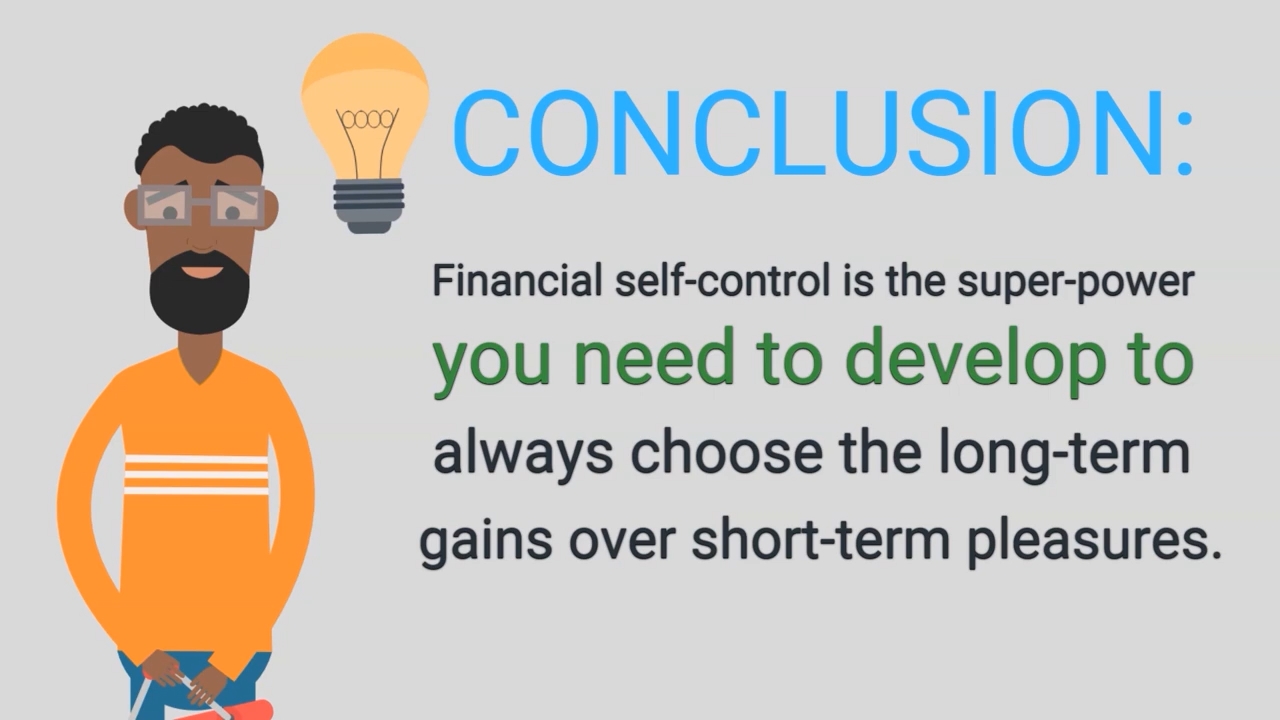 CONCLUSION:
Financial self-control is the super-power
you need to develop to
always choose the long-term
gains over short-term pleasures.